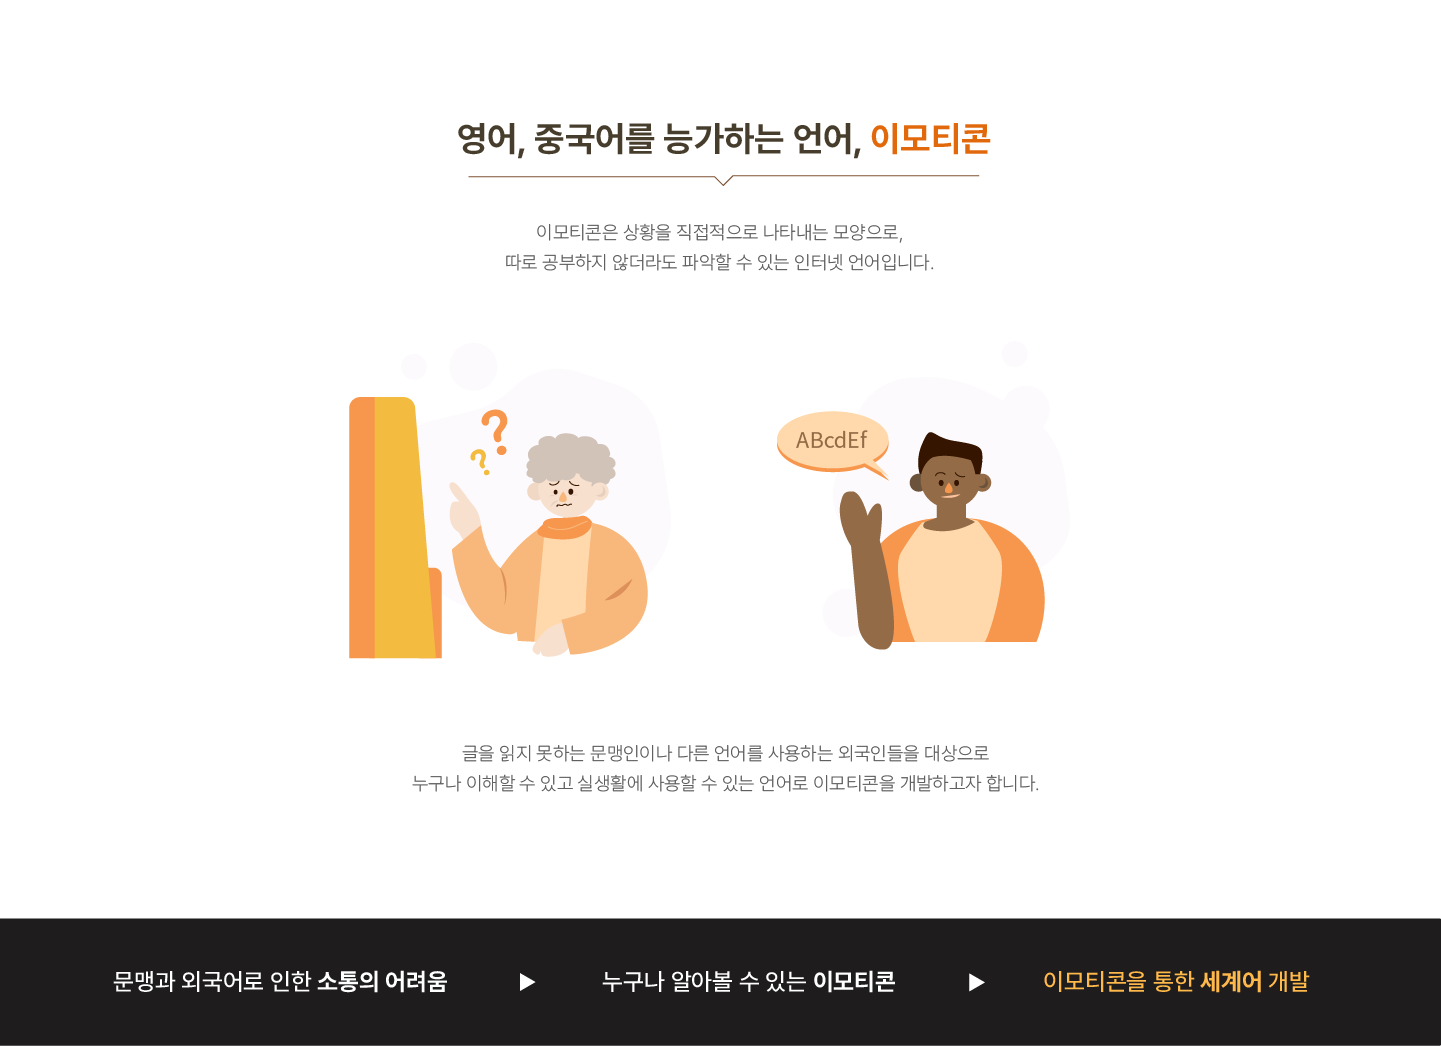 영어, 중국어를 능가하는 언어, 이모티콘
이모티콘은 상황을 직접적으로 나타내는 모양으로,
따로 공부하지 않더라도 파악할 수 있는 인터넷 언어입니다.
?
?
ABcdEf
글을 읽지 못하는 문맹인이나 다른 언어를 사용하는 외국인들을 대상으로
누구나 이해할 수 있고 실생활에 사용할 수 있는 언어로 이모티콘을 개발하고자 합니다.
문맹과 외국어로 인한 소통의 어려움 ▶ 누구나 알아볼 수 있는 이모티콘 ▶ 이모티콘을 통한 세계어 개발